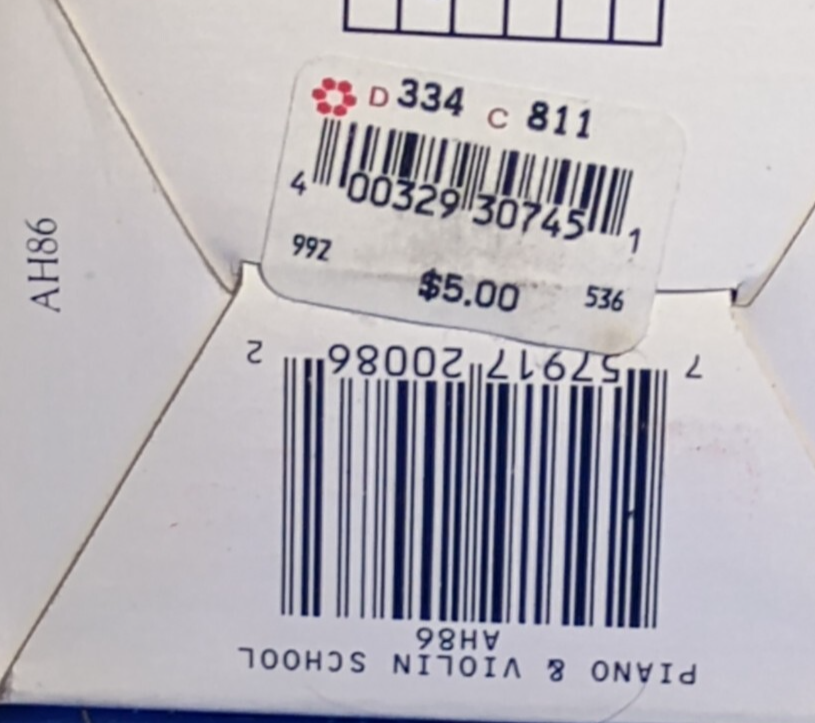 D 334 C 811
4 00329 30745 1
992 536
$5.00
AH86
7 57917 20086 2
AH86
PIANO & VIOLIN SCHOOL